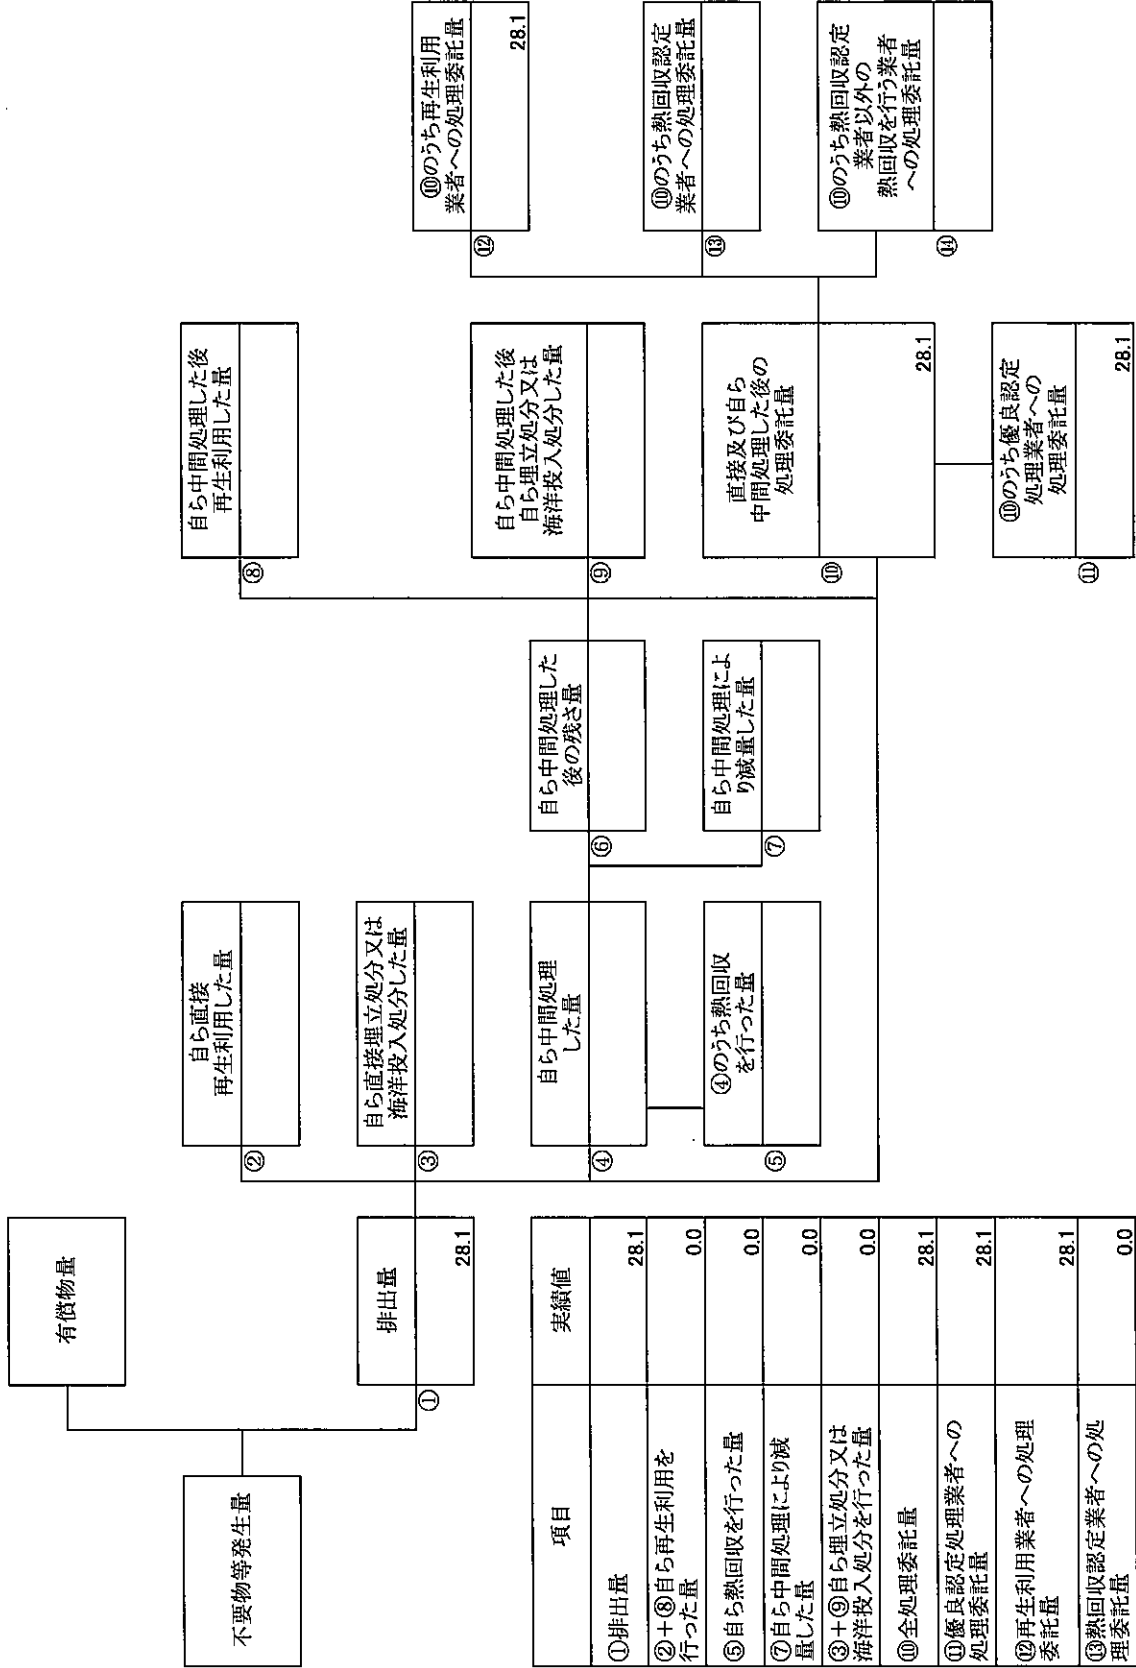 不要物等発生量
有償物量
①
排出量
28.1
②
自ら直接
再生利用した量
③
自ら直接埋立処分又は
海洋投入処分した量
④
自ら中間処理
した量
⑤
④のうち熱回収
を行った量
⑥
自ら中間処理した
後の残さ量
⑦
自ら中間処理によ
り減量した量
⑧
自ら中間処理した後
再生利用した量
⑨
自ら中間処理した後
自ら埋立処分又は
海洋投入処分した量
⑩
直接及び自ら
中間処理した後の
処理委託量
28.1
⑪
⑩のうち優良認定
処理業者への
処理委託量
28.1
⑫
⑩のうち再生利用
業者への処理委託量
28.1
⑬
⑩のうち熱回収認定
業者への処理委託量
⑭
⑩のうち熱回収認定
業者以外の
熱回収を行う業者
への処理委託量
項目
実績値
①排出量
28.1
②+⑧自ら再生利用を
行った量
0.0
⑤自ら熱回収を行った量
0.0
⑦自ら中間処理により減
量した量
0.0
③+⑨自ら埋立処分又は
海洋投入処分を行った量
0.0
⑩全処理委託量
28.1
⑪優良認定処理業者への
処理委託量
28.1
⑫再生利用業者への処理
委託量
28.1
⑬熱回収認定業者への処
理委託量
0.0